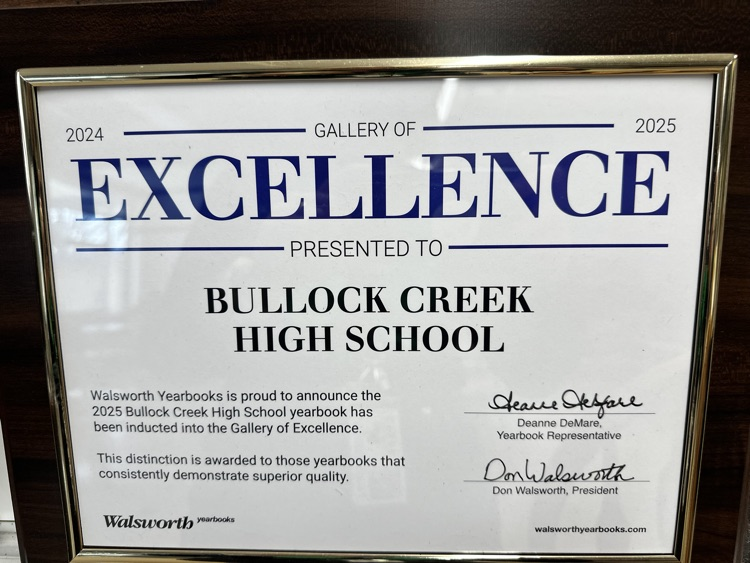 2024 GALLERY OF 2025
EXCELLENCE
PRESENTED TO
BULLOCK CREEK
HIGH SCHOOL
Walsworth Yearbooks is proud to announce the
2025 Bullock Creek High School yearbook has
been inducted into the Gallery of Excellence.
This distinction is awarded to those yearbooks that
consistently demonstrate superior quality.
Deanne DeMare
Deanne DeMare,
Yearbook Representative
Don Walsworth
Don Walsworth, President
Walsworth yearbooks
walsworthyearbooks.com